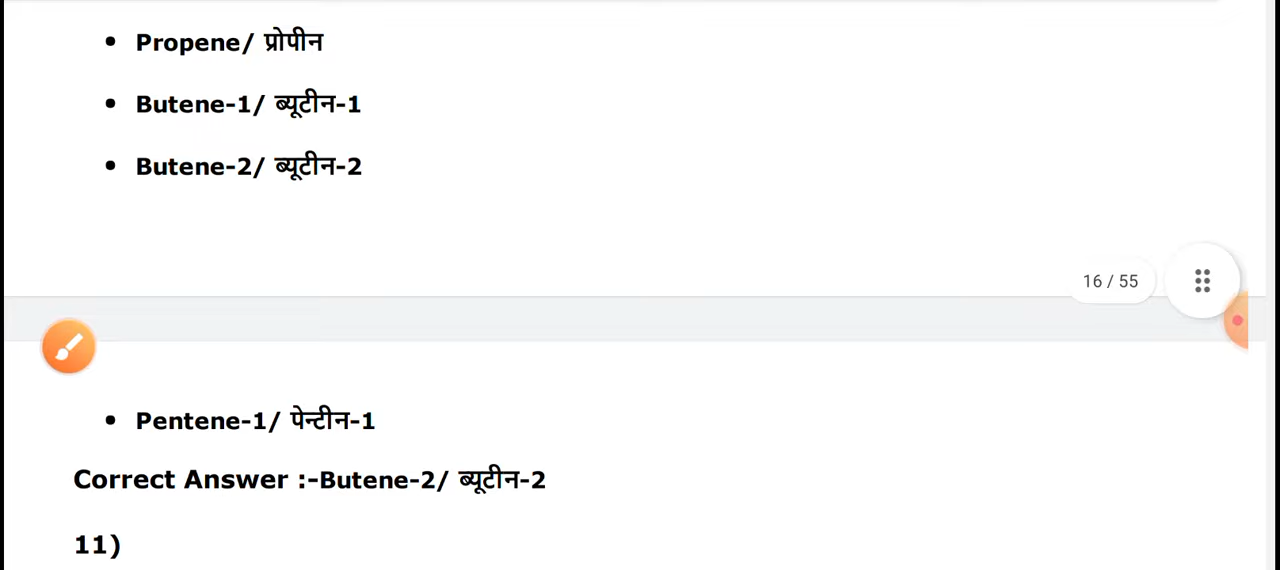 • Propene/ प्रोपीन
• Butene-1/ ब्यूटीन-1
• Butene-2/ ब्यूटीन-2
16 / 55
• Pentene-1/ पेन्टीन-1
Correct Answer :-Butene-2/ ब्यूटीन-2
11)